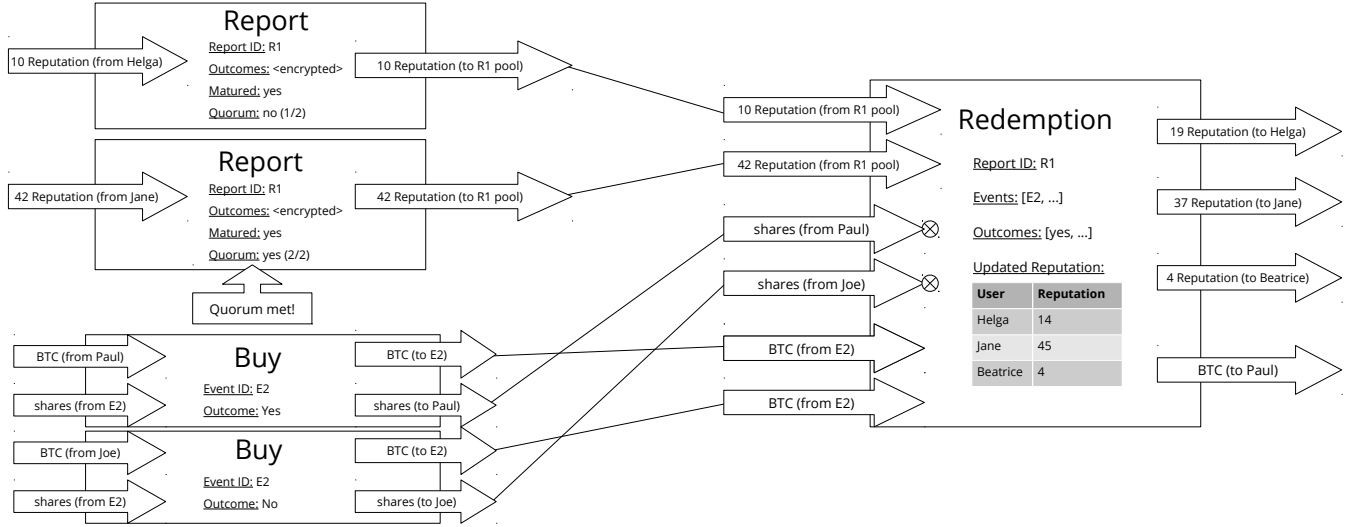 Report
10 Reputation (from Helga)
Report ID: R1
Outcomes: <encrypted>
Matured: yes
Quorum: no (1/2)
10 Reputation (to R1 pool)
Report
42 Reputation (from Jane)
Report ID: R1
Outcomes: <encrypted>
Matured: yes
Quorum: yes (2/2)
42 Reputation (to R1 pool)
Quorum met!
Buy
BTC (from Paul)
shares (from E2)
Event ID: E2
Outcome: Yes
BTC (to E2)
shares (to Paul)
Buy
BTC (from Joe)
shares (from E2)
Event ID: E2
Outcome: No
BTC (to E2)
shares (to Joe)
10 Reputation (from R1 pool)
42 Reputation (from R1 pool)
shares (from Paul)
shares (from Joe)
BTC (from E2)
BTC (from E2)
Redemption
Report ID: R1
Events: [E2, ...]
Outcomes: [yes, ...]
Updated Reputation:
User Reputation
Helga 14
Jane 45
Beatrice 4
19 Reputation (to Helga)
37 Reputation (to Jane)
4 Reputation (to Beatrice)
BTC (to Paul)